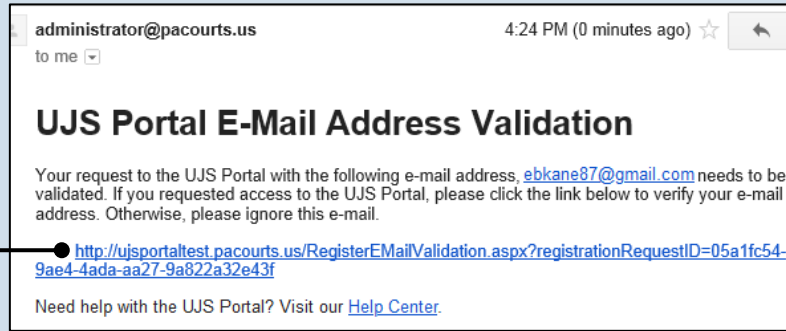 administrator@pacourts.us 4:24 PM (0 minutes ago)
to me
UJS Portal E-Mail Address Validation
Your request to the UJS Portal with the following e-mail address, ebkane87@gmail.com needs to be
validated. If you requested access to the UJS Portal, please click the link below to verify your e-mail
address. Otherwise, please ignore this e-mail.
http://ujsportaltest.pacourts.us/RegisterEMailValidation.aspx?registrationRequestID=05a1fc54-
9ae4-4ada-aa27-9a822a32e43f
Need help with the UJS Portal? Visit our Help Center.